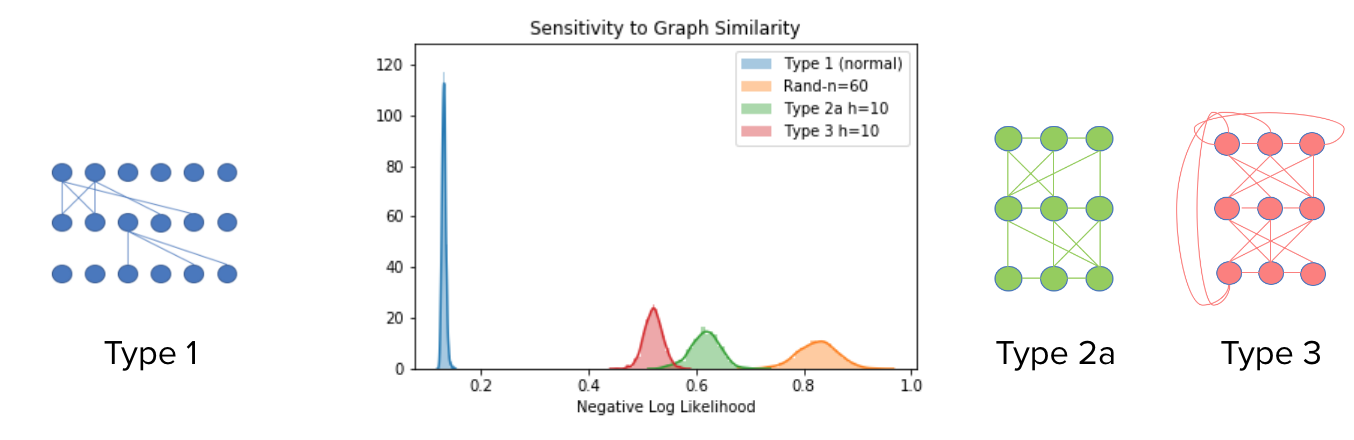 Sensitivity to Graph Similarity
120
100
80
60
40
20
0
Type 1 (normal)
Rand-n=60
Type 2a h=10
Type 3 h=10
0.2 0.4 0.6 0.8 1.0
Negative Log Likelihood
Type 1
Type 2a
Type 3